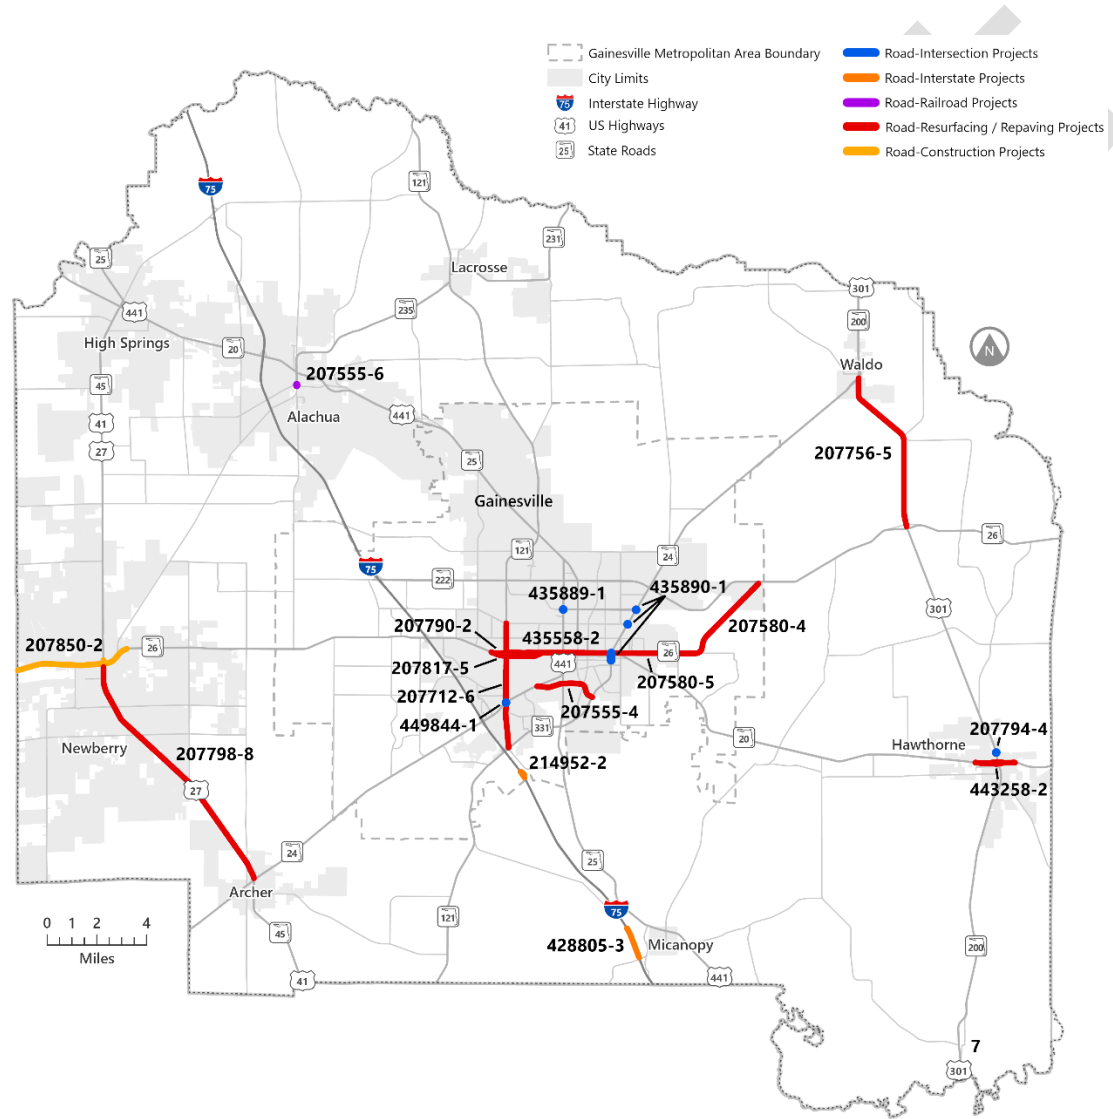 Gainesville Metropolitan Area Boundary
City Limits
75 Interstate Highway
41 US Highways
25 State Roads
Road-Intersection Projects
Road-Interstate Projects
Road-Railroad Projects
Road-Resurfacing / Repaving Projects
Road-Construction Projects
75
121
231
25
Lacrosse
301
441
235
200
High Springs
20
N
Waldo
207555-6
45
Alachua
441
41
27
207756-5
25
Gainesville
26
121
24
75
222
435889-1
435890-1
301
207790-2
435558-2
207580-4
207850-2
26
26
207817-5
441
207580-5
207712-6
449844-1
207555-4
331
207794-4
20
Hawthorne
Newberry
207798-8
214952-2
443258-2
27
24
25
Archer
75
121
0 1 2 4
Miles
45
428805-3
Micanopy
200
41
441
7
301